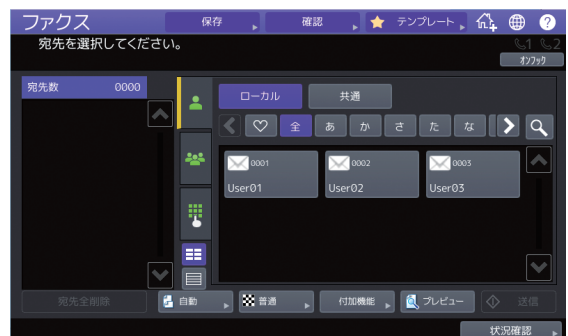 ファクス 保存 確認 テンプレート ?
宛先を選択してください。 1 2
オンフック
宛先数 0000
ローカル 共通
全 あ か さ た な
0001 0002 0003
User01 User02 User03
宛先全削除 自動 普通 付加機能 プレビュー 送信
状況確認